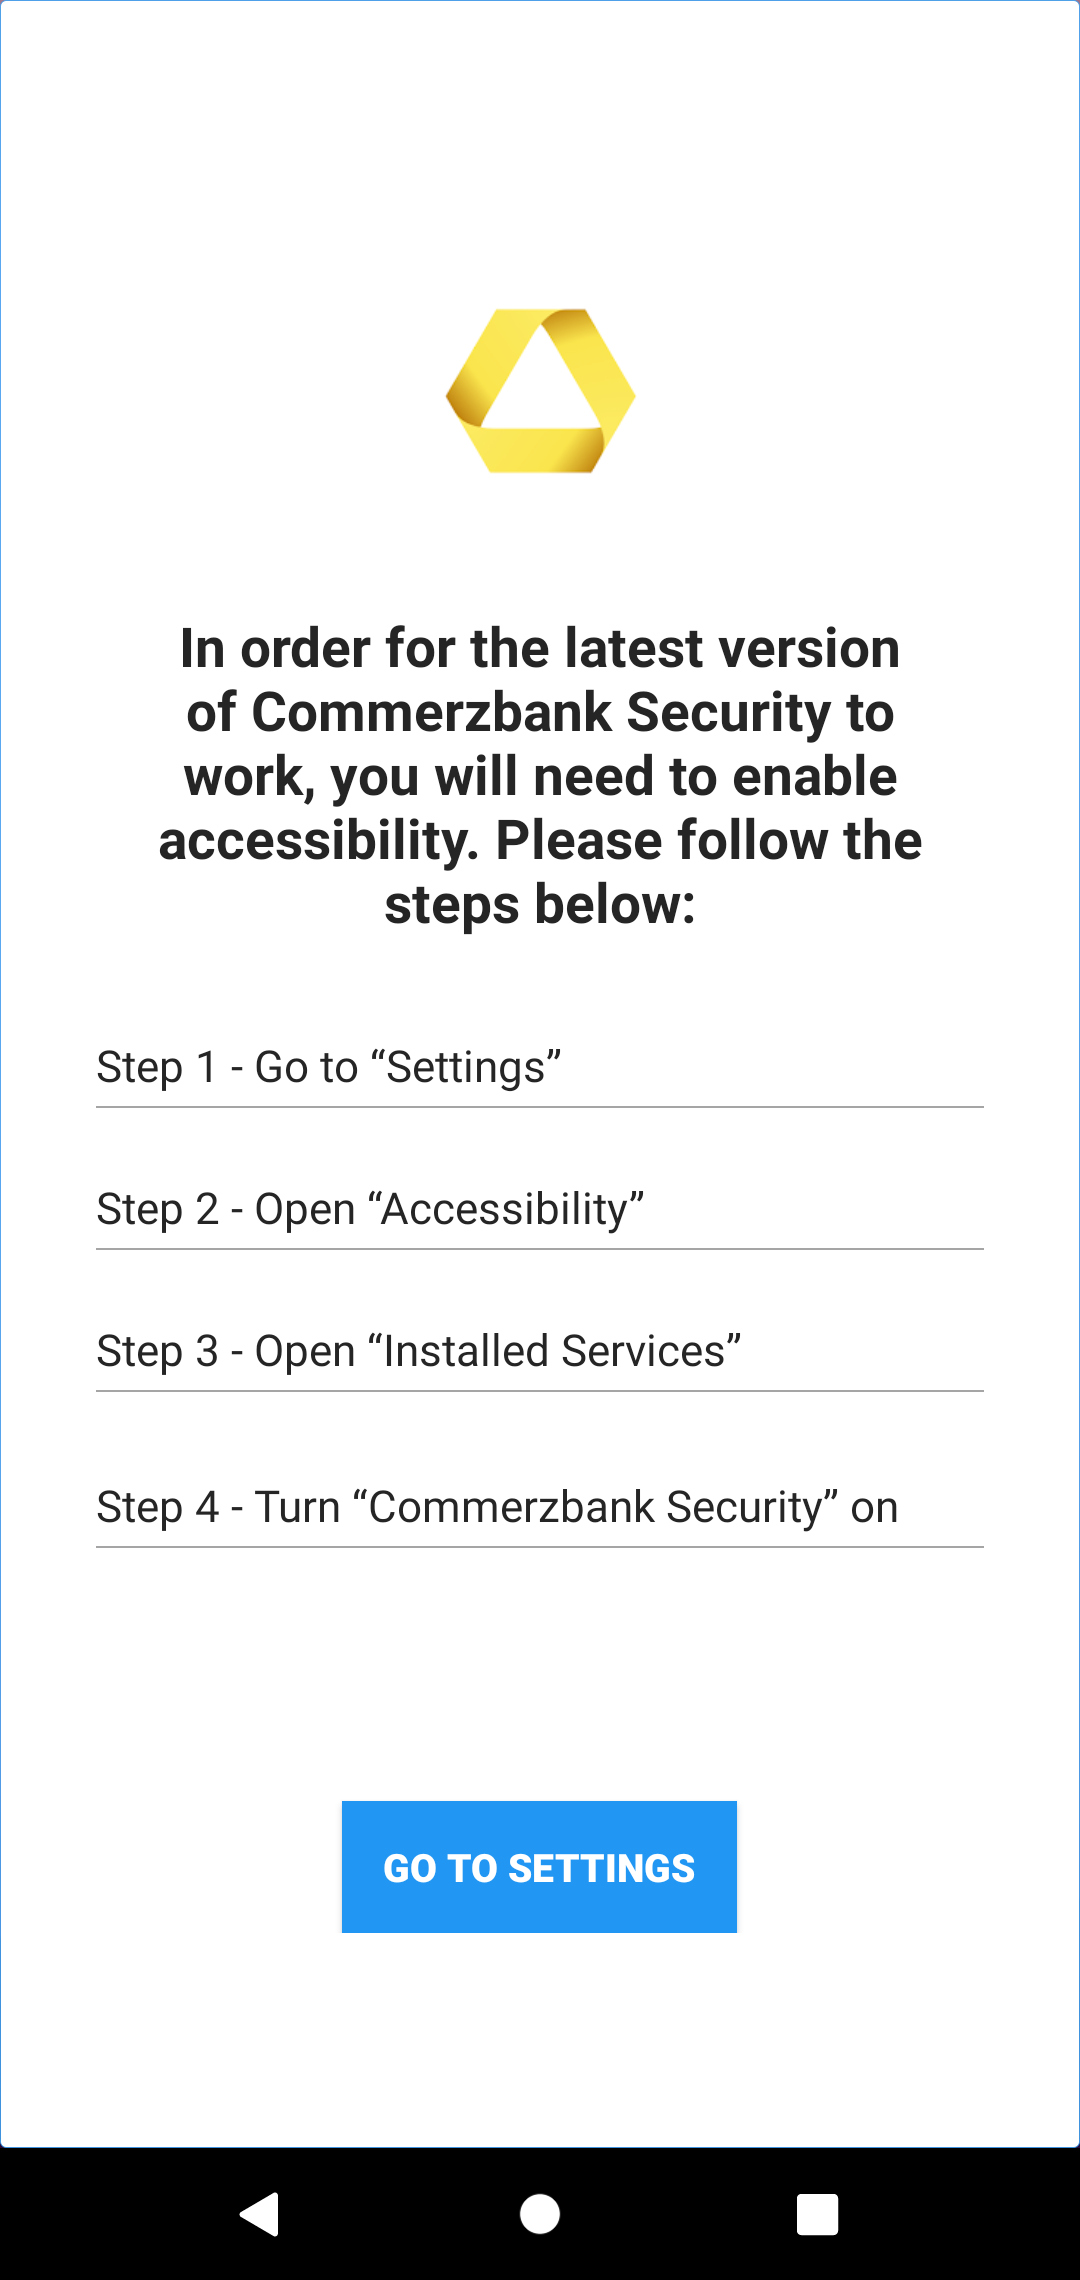 In order for the latest version
of Commerzbank Security to
work, you will need to enable
accessibility. Please follow the
steps below:
Step 1 - Go to “Settings”
Step 2 - Open “Accessibility”
Step 3 - Open “Installed Services”
Step 4 - Turn “Commerzbank Security” on
GO TO SETTINGS